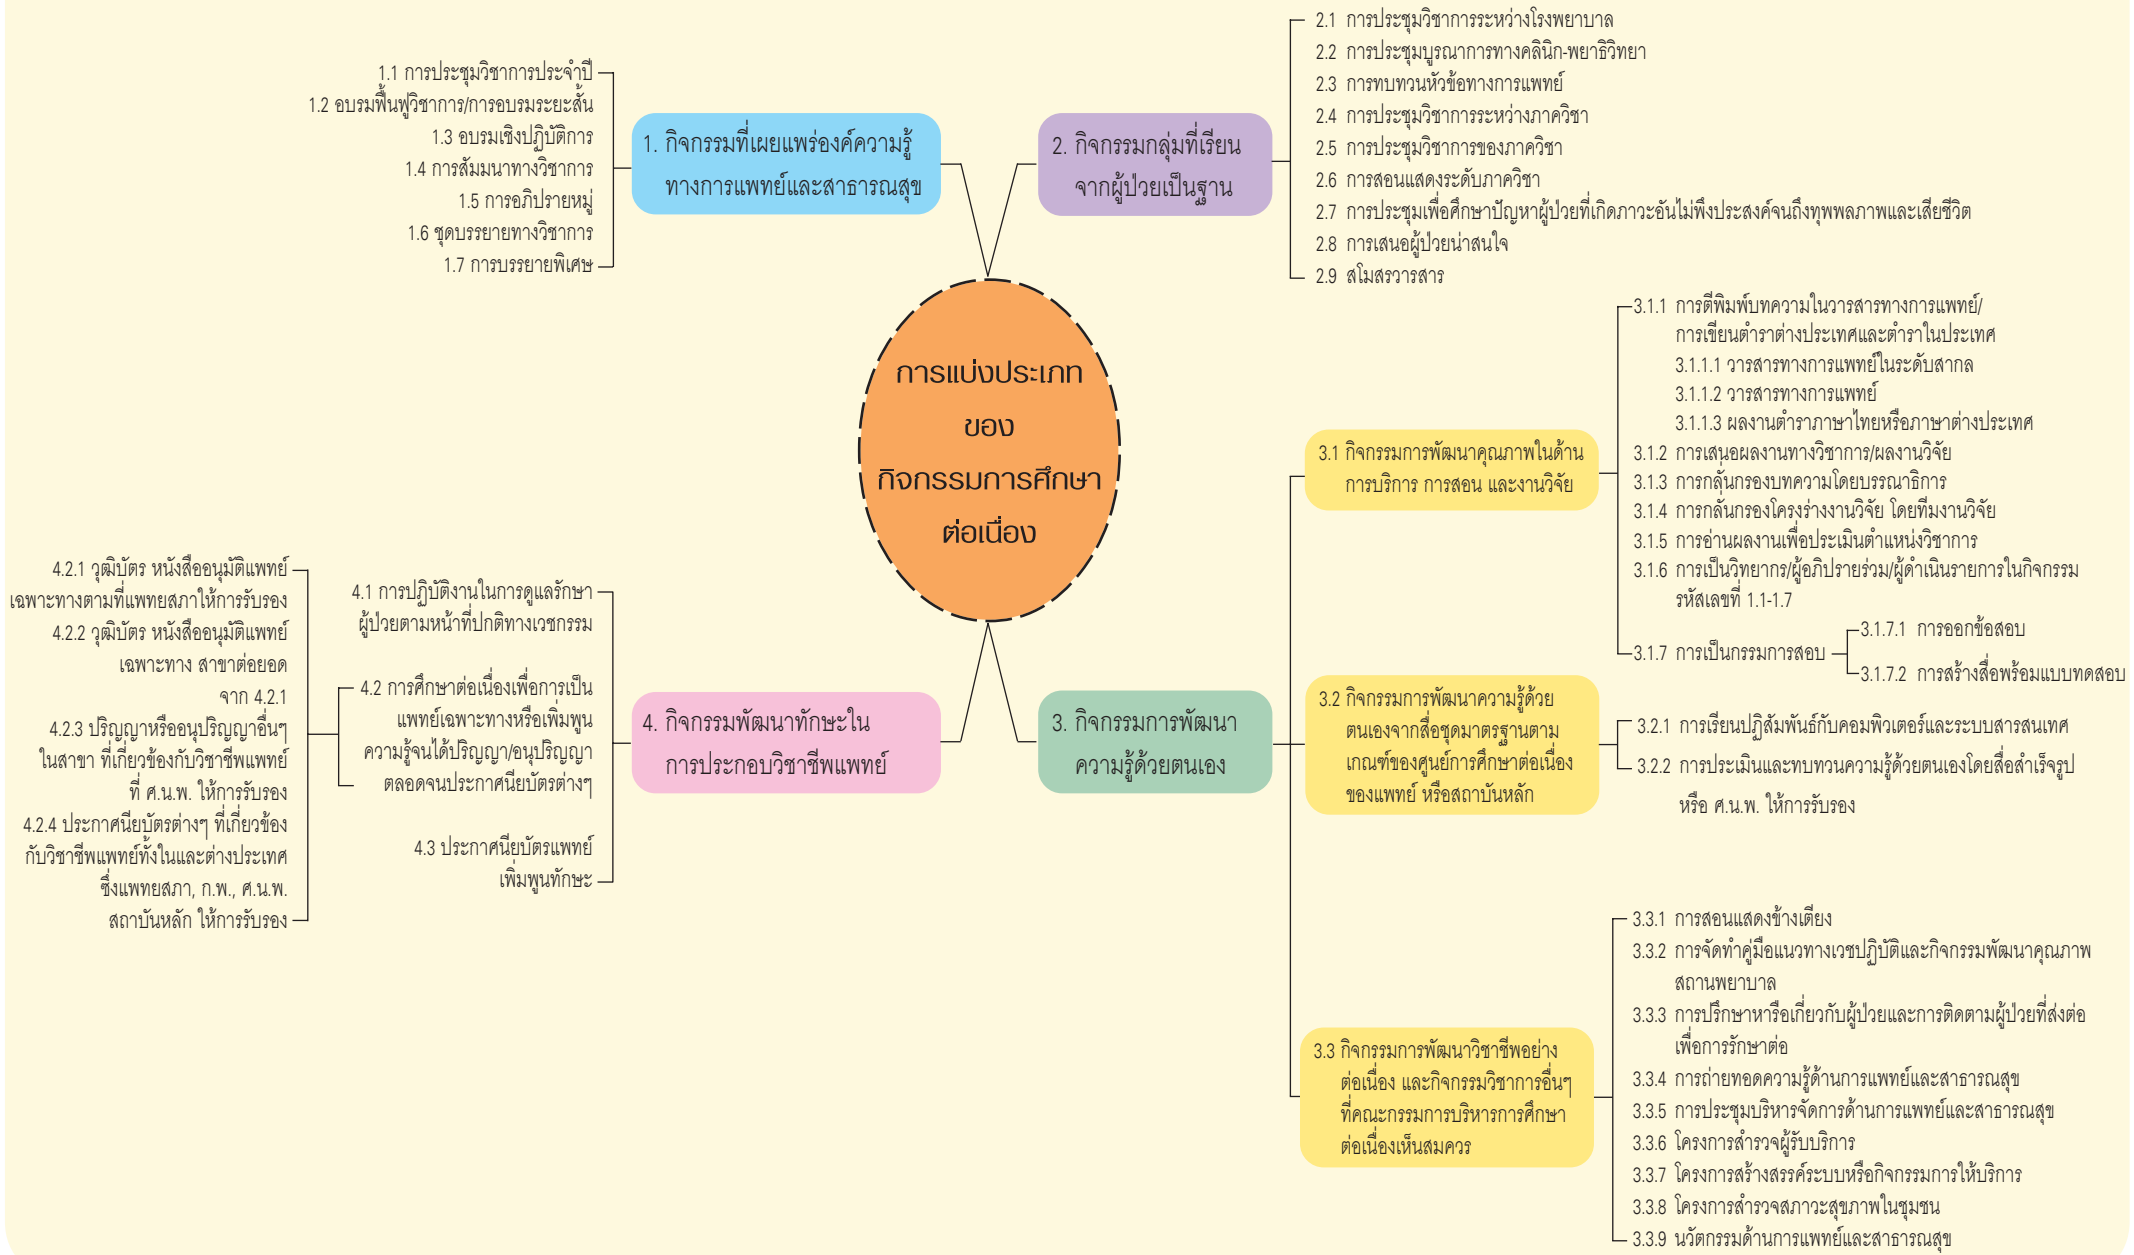 การแบ่งประเภท
ของ
กิจกรรมการศึกษา
ต่อเนื่อง
1. กิจกรรมที่เผยแพร่องค์ความรู้
ทางการแพทย์และสาธารณสุข
1.1 การประชุมวิชาการประจำปี
1.2 อบรมฟื้นฟูวิชาการ/การอบรมระยะสั้น
1.3 อบรมเชิงปฏิบัติการ
1.4 การสัมมนาทางวิชาการ
1.5 การอภิปรายหมู่
1.6 ชุดบรรยายทางวิชาการ
1.7 การบรรยายพิเศษ
2. กิจกรรมกลุ่มที่เรียน
จากผู้ป่วยเป็นฐาน
2.1 การประชุมวิชาการระหว่างโรงพยาบาล
2.2 การประชุมบูรณาการทางคลินิก-พยาธิวิทยา
2.3 การทบทวนหัวข้อทางการแพทย์
2.4 การประชุมวิชาการระหว่างภาควิชา
2.5 การประชุมวิชาการของภาควิชา
2.6 การสอนแสดงระดับภาควิชา
2.7 การประชุมเพื่อศึกษาปัญหาผู้ป่วยที่เกิดภาวะอันไม่พึงประสงค์จนถึงทุพพลภาพและเสียชีวิต
2.8 การเสนอผู้ป่วยน่าสนใจ
2.9 สโมสรวารสาร
3. กิจกรรมการพัฒนา
ความรู้ด้วยตนเอง
3.1 กิจกรรมการพัฒนาคุณภาพในด้าน
การบริการ การสอน และงานวิจัย
3.1.1 การตีพิมพ์บทความในวารสารทางการแพทย์/
การเขียนตำราต่างประเทศและตำราในประเทศ
3.1.1.1 วารสารทางการแพทย์ในระดับสากล
3.1.1.2 วารสารทางการแพทย์
3.1.1.3 ผลงานตำราภาษาไทยหรือภาษาต่างประเทศ
3.1.2 การเสนอผลงานทางวิชาการ/ผลงานวิจัย
3.1.3 การกลั่นกรองบทความโดยบรรณาธิการ
3.1.4 การกลั่นกรองโครงร่างงานวิจัย โดยทีมงานวิจัย
3.1.5 การอ่านผลงานเพื่อประเมินตำแหน่งวิชาการ
3.1.6 การเป็นวิทยากร/ผู้อภิปรายร่วม/ผู้ดำเนินรายการในกิจกรรม
รหัสเลขที่ 1.1-1.7
3.1.7 การเป็นกรรมการสอบ
3.1.7.1 การออกข้อสอบ
3.1.7.2 การสร้างสื่อพร้อมแบบทดสอบ
3.2 กิจกรรมการพัฒนาความรู้ด้วย
ตนเองจากสื่อชุดมาตรฐานตาม
เกณฑ์ของศูนย์การศึกษาต่อเนื่อง
ของแพทย์ หรือสถาบันหลัก
3.2.1 การเรียนปฏิสัมพันธ์กับคอมพิวเตอร์และระบบสารสนเทศ
3.2.2 การประเมินและทบทวนความรู้ด้วยตนเองโดยสื่อสำเร็จรูป
หรือ ศ.น.พ. ให้การรับรอง
3.3 กิจกรรมการพัฒนาวิชาชีพอย่าง
ต่อเนื่อง และกิจกรรมวิชาการอื่นๆ
ที่คณะกรรมการบริหารการศึกษา
ต่อเนื่องเห็นสมควร
3.3.1 การสอนแสดงข้างเตียง
3.3.2 การจัดทำคู่มือแนวทางเวชปฏิบัติและกิจกรรมพัฒนาคุณภาพ
สถานพยาบาล
3.3.3 การปรึกษาหารือเกี่ยวกับผู้ป่วยและการติดตามผู้ป่วยที่ส่งต่อ
เพื่อการรักษาต่อ
3.3.4 การถ่ายทอดความรู้ด้านการแพทย์และสาธารณสุข
3.3.5 การประชุมบริหารจัดการด้านการแพทย์และสาธารณสุข
3.3.6 โครงการสำรวจผู้รับบริการ
3.3.7 โครงการสร้างสรรค์ระบบหรือกิจกรรมการให้บริการ
3.3.8 โครงการสำรวจสภาวะสุขภาพในชุมชน
3.3.9 นวัตกรรมด้านการแพทย์และสาธารณสุข
4. กิจกรรมพัฒนาทักษะใน
การประกอบวิชาชีพแพทย์
4.1 การปฏิบัติงานในการดูแลรักษา
ผู้ป่วยตามหน้าที่ปกติทางเวชกรรม
4.2 การศึกษาต่อเนื่องเพื่อการเป็น
แพทย์เฉพาะทางหรือเพิ่มพูน
ความรู้จนได้ปริญญา/อนุปริญญา
ตลอดจนประกาศนียบัตรต่างๆ
4.2.1 วุฒิบัตร หนังสืออนุมัติแพทย์
เฉพาะทางตามที่แพทยสภาให้การรับรอง
4.2.2 วุฒิบัตร หนังสืออนุมัติแพทย์
เฉพาะทาง สาขาต่อยอด
จาก 4.2.1
4.2.3 ปริญญาหรืออนุปริญญาอื่นๆ
ในสาขา ที่เกี่ยวข้องกับวิชาชีพแพทย์
ที่ ศ.น.พ. ให้การรับรอง
4.2.4 ประกาศนียบัตรต่างๆ ที่เกี่ยวข้อง
กับวิชาชีพแพทย์ทั้งในและต่างประเทศ
ซึ่งแพทยสภา, ก.พ., ศ.น.พ.
สถาบันหลัก ให้การรับรอง
4.3 ประกาศนียบัตรแพทย์
เพิ่มพูนทักษะ